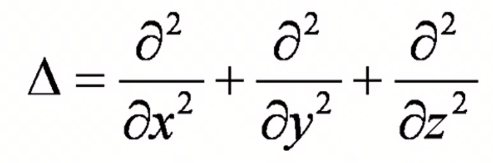 Δ = ∂²/∂x² + ∂²/∂y² + ∂²/∂z²